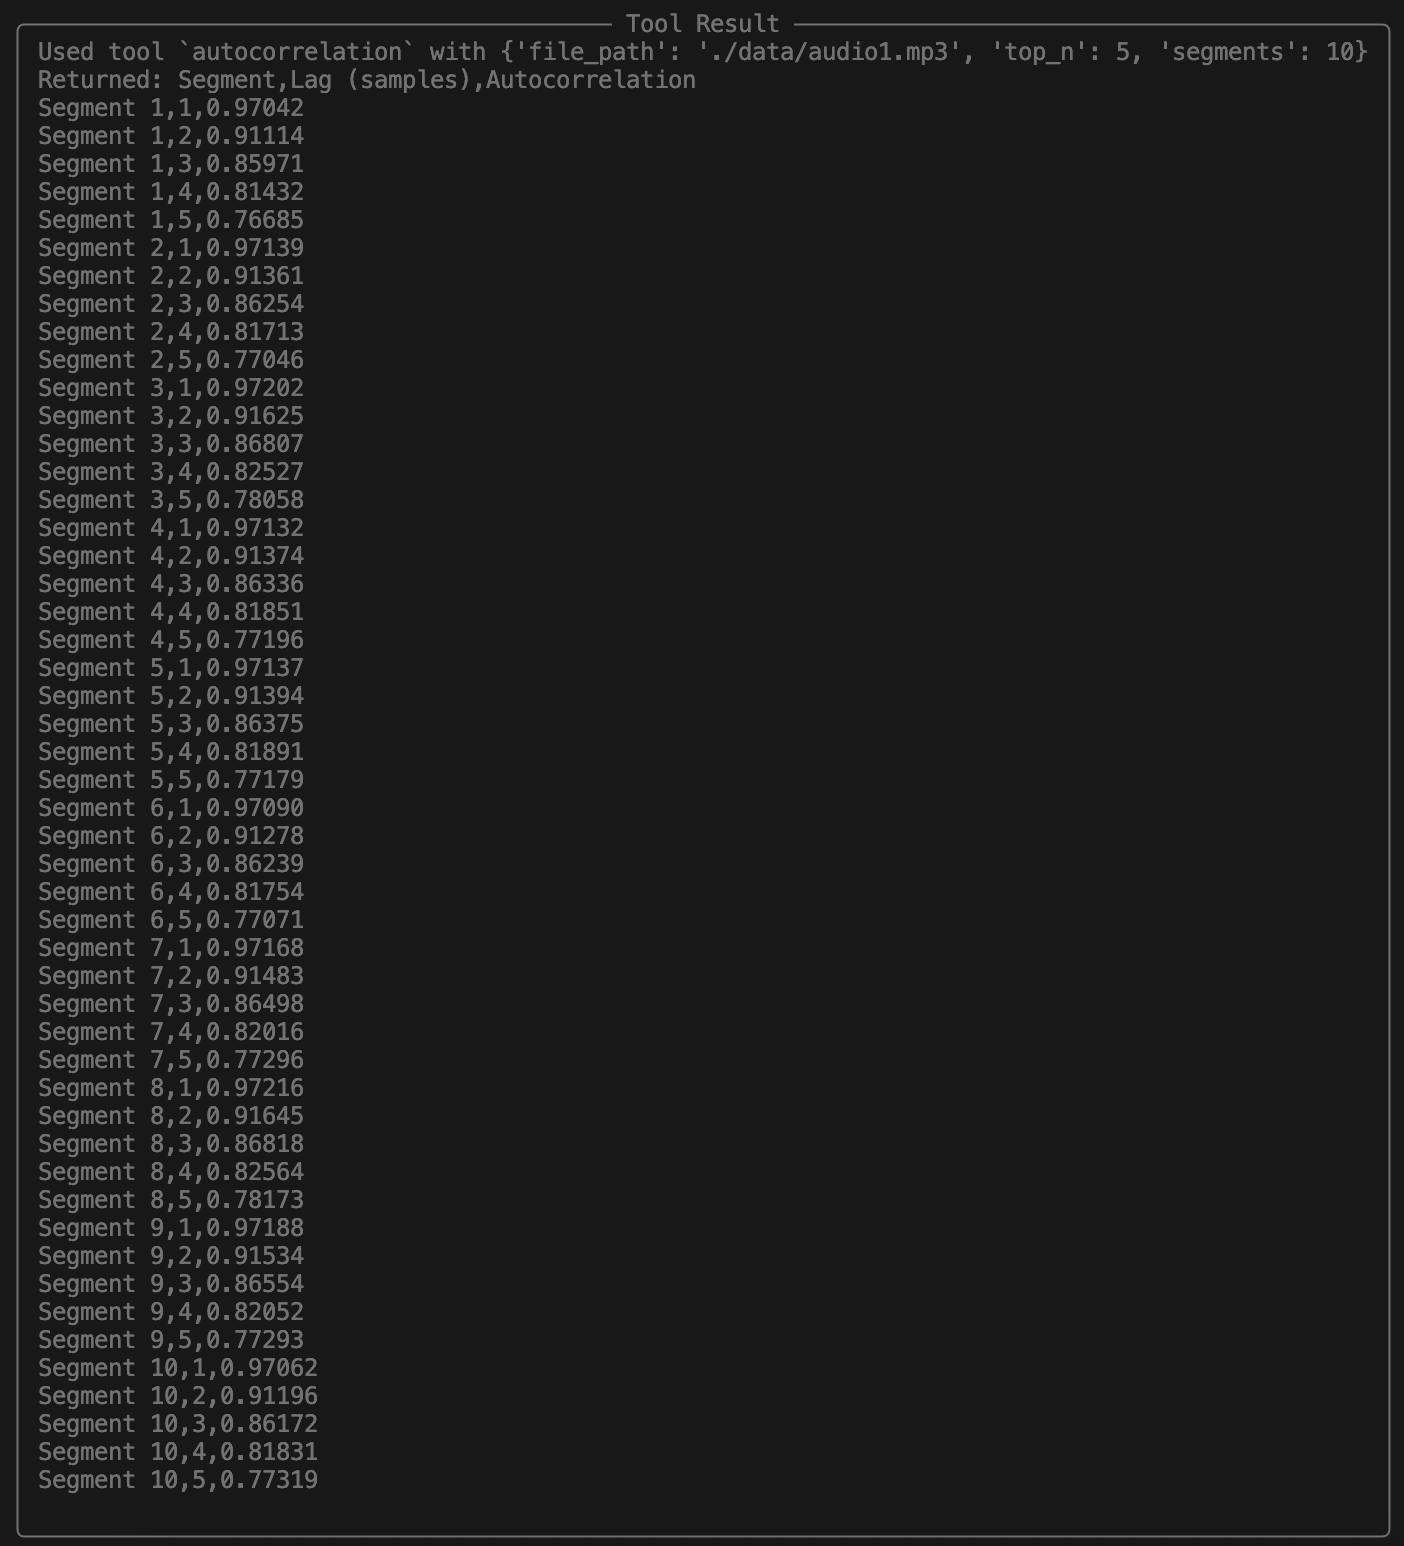 Tool Result
Used tool `autocorrelation` with {'file_path': './data/audio1.mp3', 'top_n': 5, 'segments': 10}
Returned: Segment,Lag (samples),Autocorrelation
Segment 1,1,0.97042
Segment 1,2,0.91114
Segment 1,3,0.85971
Segment 1,4,0.81432
Segment 1,5,0.76685
Segment 2,1,0.97139
Segment 2,2,0.91361
Segment 2,3,0.86254
Segment 2,4,0.81713
Segment 2,5,0.77046
Segment 3,1,0.97202
Segment 3,2,0.91625
Segment 3,3,0.86807
Segment 3,4,0.82527
Segment 3,5,0.78058
Segment 4,1,0.97132
Segment 4,2,0.91374
Segment 4,3,0.86336
Segment 4,4,0.81851
Segment 4,5,0.77196
Segment 5,1,0.97137
Segment 5,2,0.91394
Segment 5,3,0.86375
Segment 5,4,0.81891
Segment 5,5,0.77179
Segment 6,1,0.97090
Segment 6,2,0.91278
Segment 6,3,0.86239
Segment 6,4,0.81754
Segment 6,5,0.77071
Segment 7,1,0.97168
Segment 7,2,0.91483
Segment 7,3,0.86498
Segment 7,4,0.82016
Segment 7,5,0.77296
Segment 8,1,0.97216
Segment 8,2,0.91645
Segment 8,3,0.86818
Segment 8,4,0.82564
Segment 8,5,0.78173
Segment 9,1,0.97188
Segment 9,2,0.91534
Segment 9,3,0.86554
Segment 9,4,0.82052
Segment 9,5,0.77293
Segment 10,1,0.97062
Segment 10,2,0.91196
Segment 10,3,0.86172
Segment 10,4,0.81831
Segment 10,5,0.77319